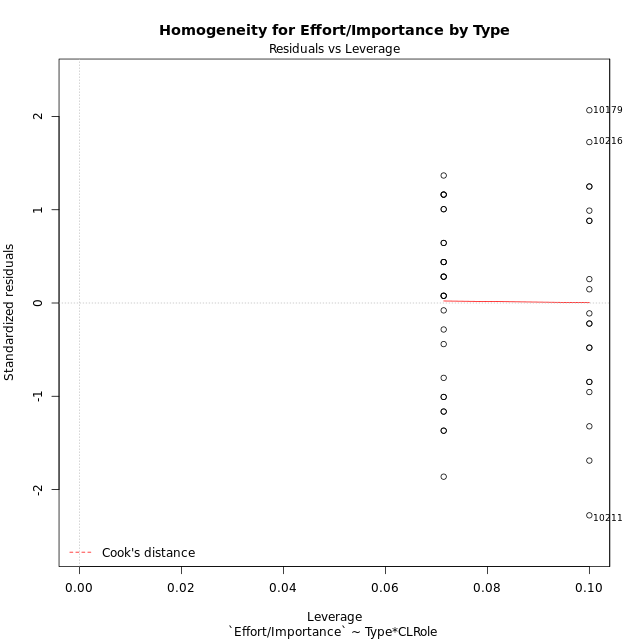 Homogeneity for Effort/Importance by Type
Residuals vs Leverage
Standardized residuals
2
1
0
-1
-2
10179
10216
10211
Cook's distance
0.00 0.02 0.04 0.06 0.08 0.10
Leverage
`Effort/Importance` ~ Type*CLRole